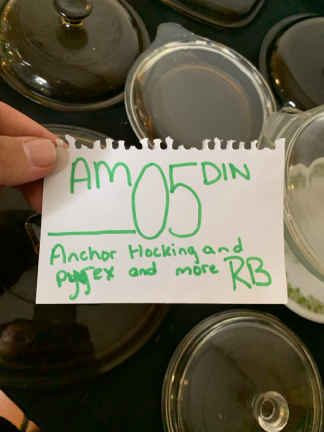 AM 05 DIN
Anchor Hocking and
pyrex and more RB